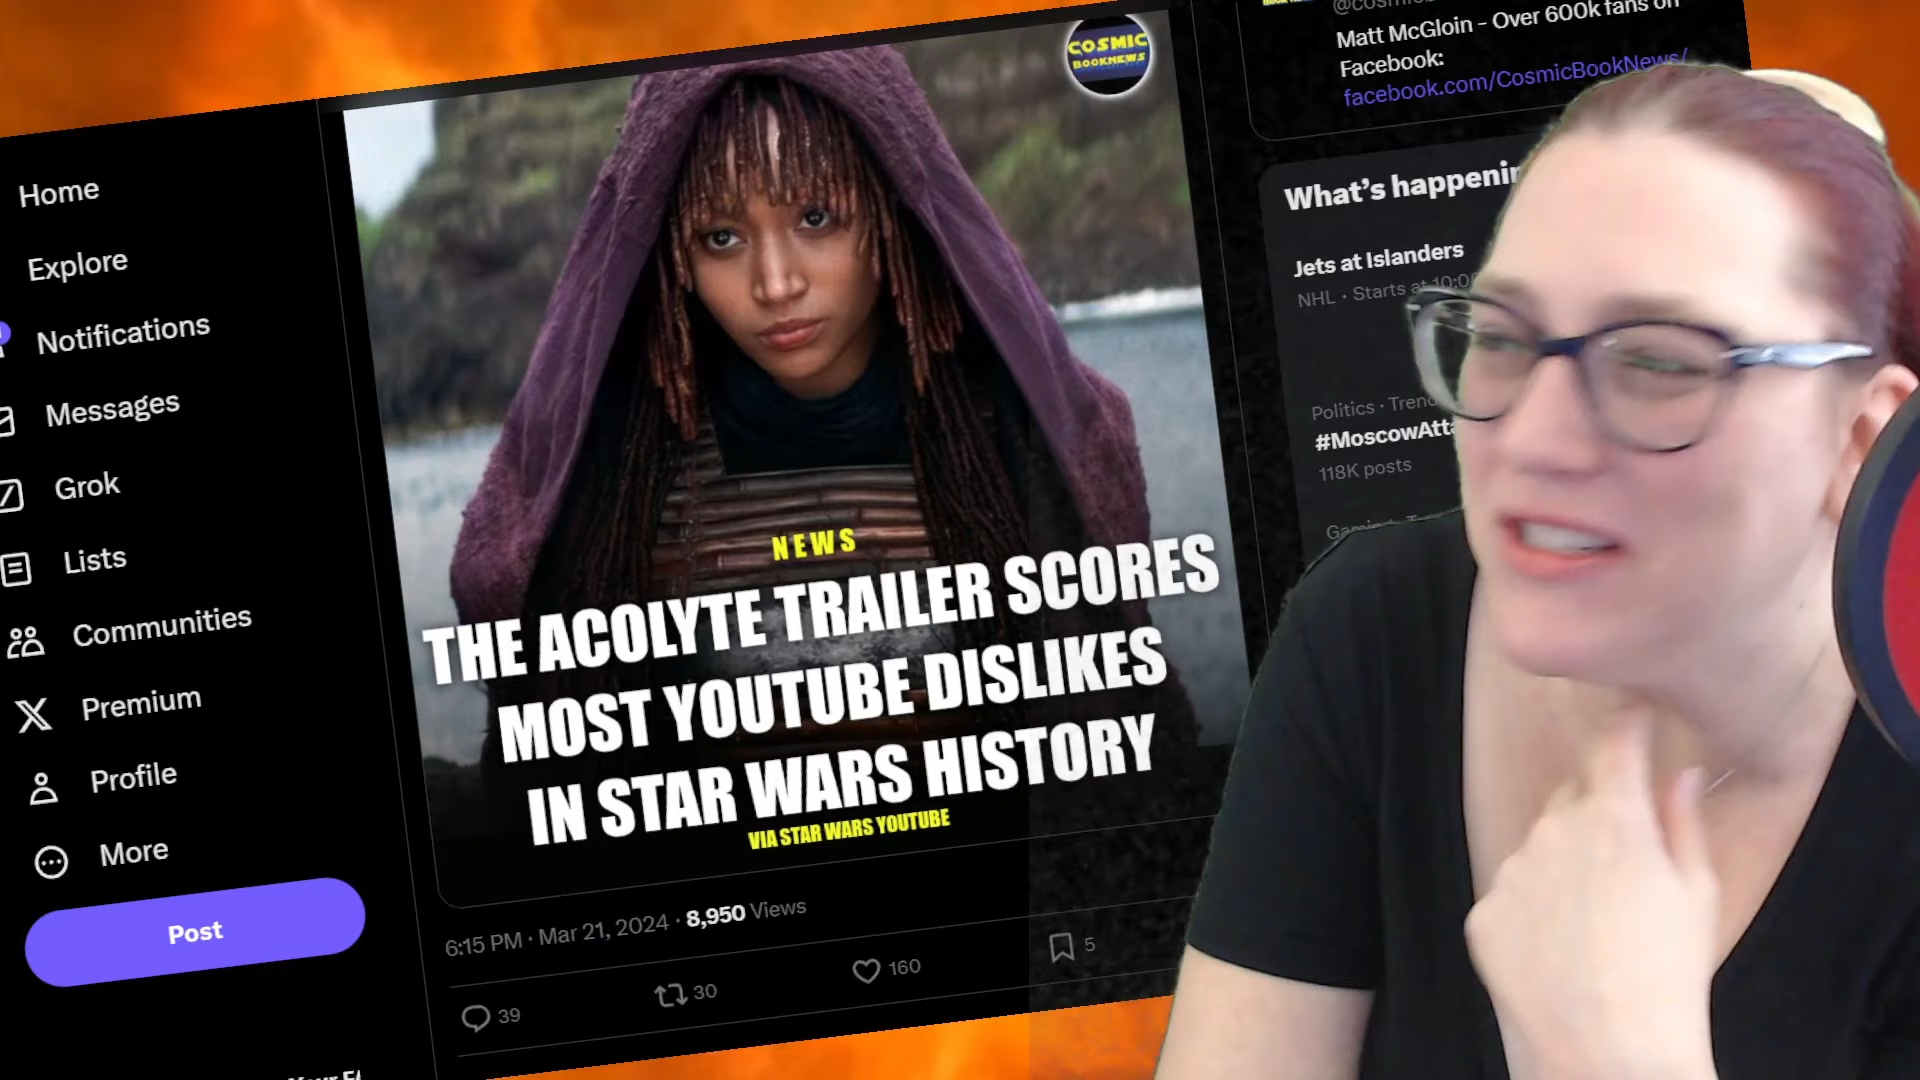 Home
Explore
Notifications
Messages
Grok
Lists
Communities
Premium
Profile
More
Post
COSMIC
BOOKNEWS
NEWS
THE ACOLYTE TRAILER SCORES
MOST YOUTUBE DISLIKES
IN STAR WARS HISTORY
VIA STAR WARS YOUTUBE
6:15 PM · Mar 21, 2024 · 8,950 Views
39
30
160
5
Matt McGloin - Over 600k fans on
Facebook:
facebook.com/CosmicBookNews/
What's happenin
Jets at Islanders
NHL · Starts at 10:0
Politics · Tren
#MoscowAtta
118K posts